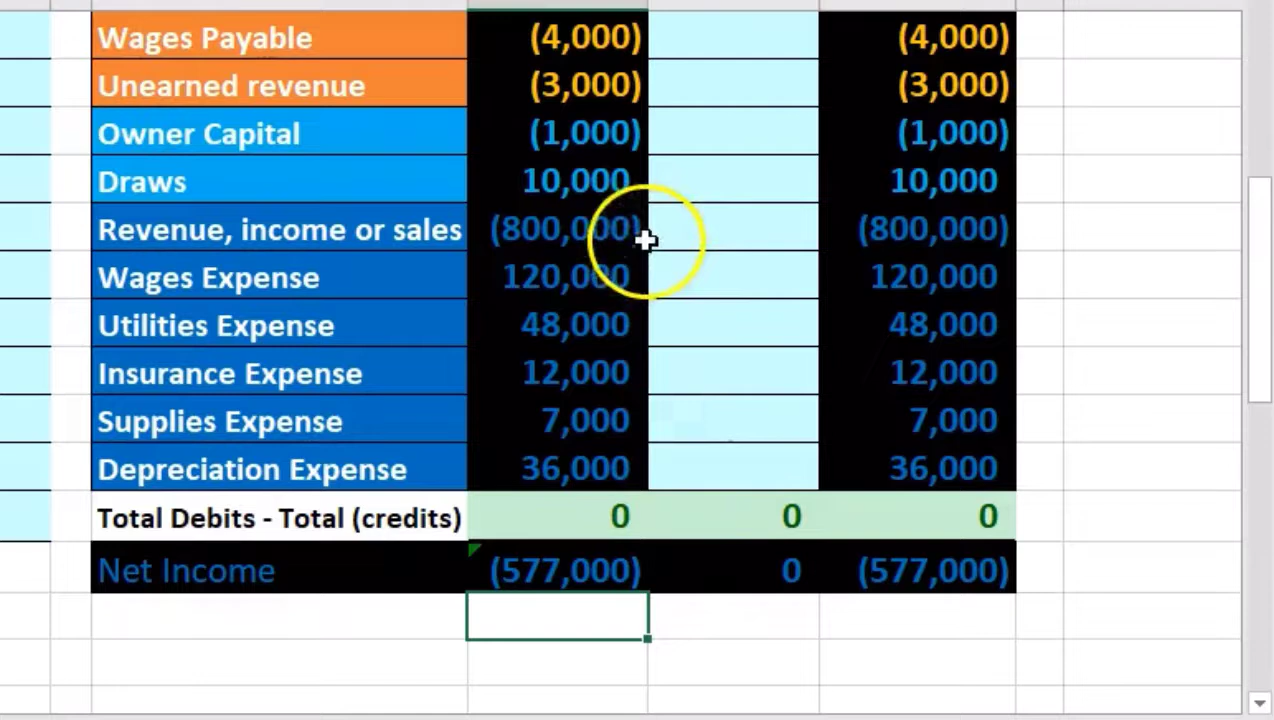 Wages Payable (4,000) (4,000)
Unearned revenue (3,000) (3,000)
Owner Capital (1,000) (1,000)
Draws 10,000 10,000
Revenue, income or sales (800,000) (800,000)
Wages Expense 120,000 120,000
Utilities Expense 48,000 48,000
Insurance Expense 12,000 12,000
Supplies Expense 7,000 7,000
Depreciation Expense 36,000 36,000
Total Debits - Total (credits) 0 0 0
Net Income (577,000) 0 (577,000)